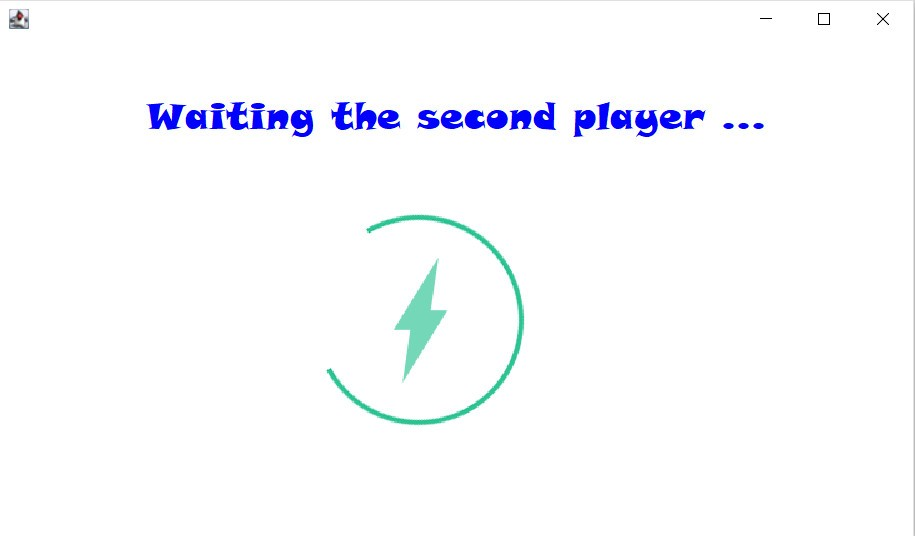 Waiting the second player ...